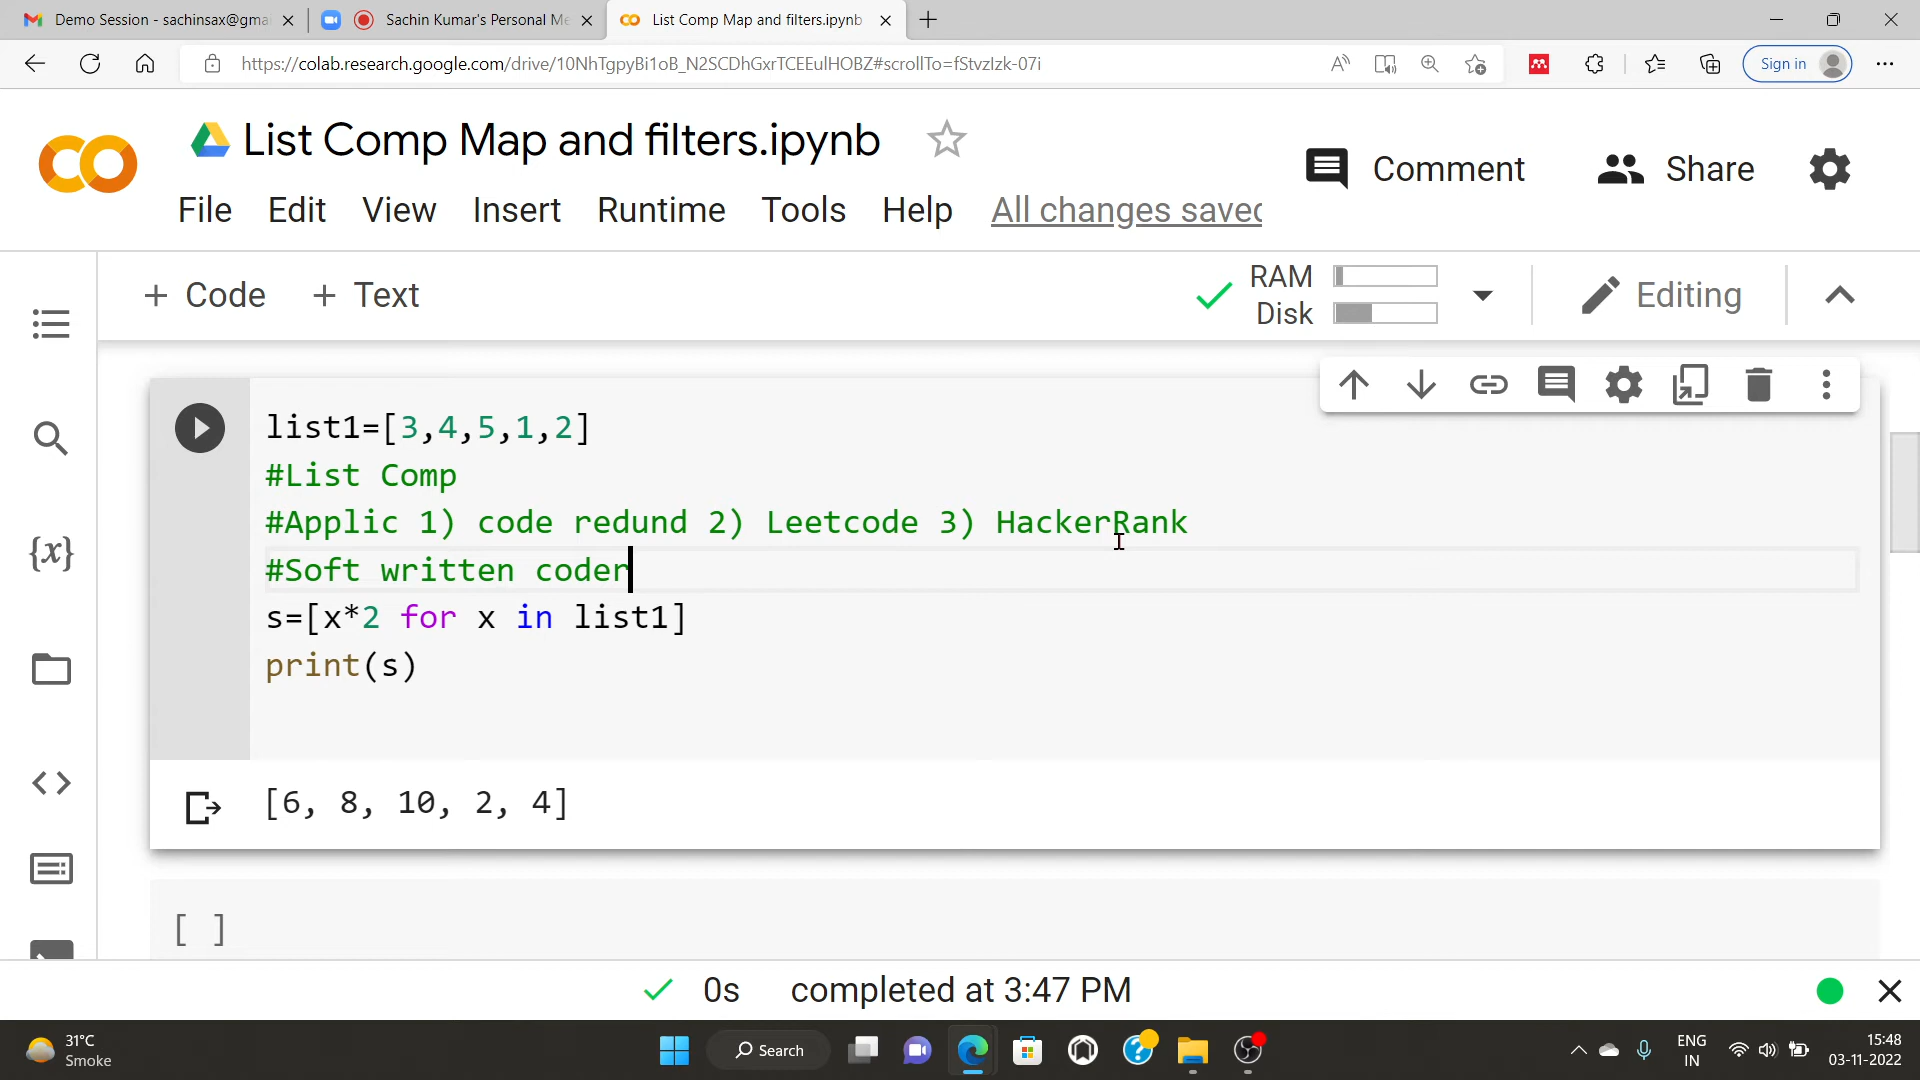 Demo Session - sachinsax@gma
Sachin Kumar's Personal Me
List Comp Map and filters.ipynb
https://colab.research.google.com/drive/10NhTgpyBi1oB_N2SCDhGxrTCEEulHOBZ#scrollTo=fStvzIzk-07i
Sign in
List Comp Map and filters.ipynb
Comment
Share
File Edit View Insert Runtime Tools Help All changes saved
+ Code + Text
RAM
Disk
Editing
list1=[3,4,5,1,2]
#List Comp
#Applic 1) code redund 2) Leetcode 3) HackerRank
#Soft written coder
s=[x*2 for x in list1]
print(s)
{x}
[6, 8, 10, 2, 4]
[ ]
0s completed at 3:47 PM
31°C
Smoke
Search
ENG
IN
15:48
03-11-2022